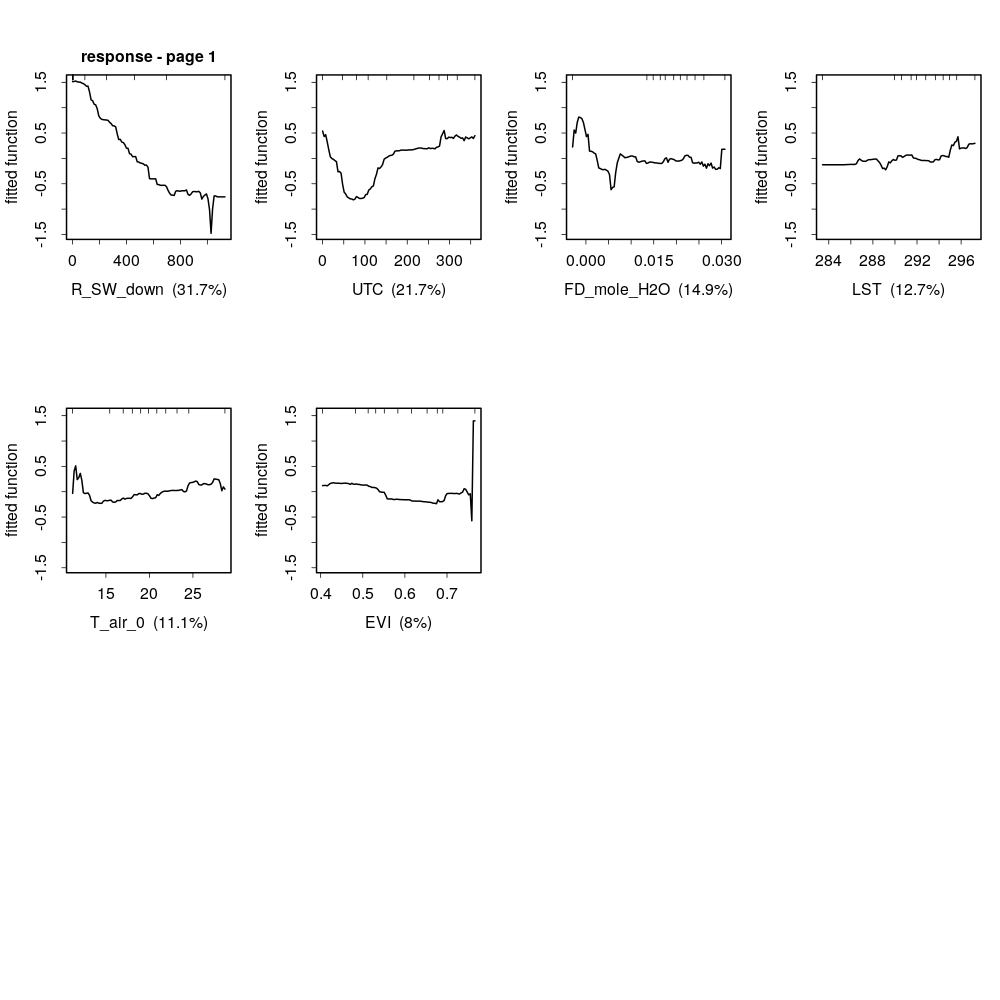 response - page 1
fitted function
-1.5 -0.5 0.5 1.5
0 400 800
R_SW_down (31.7%)
fitted function
-1.5 -0.5 0.5 1.5
0 100 200 300
UTC (21.7%)
fitted function
-1.5 -0.5 0.5 1.5
0.000 0.015 0.030
FD_mole_H2O (14.9%)
fitted function
-1.5 -0.5 0.5 1.5
284 288 292 296
LST (12.7%)
fitted function
-1.5 -0.5 0.5 1.5
15 20 25
T_air_0 (11.1%)
fitted function
-1.5 -0.5 0.5 1.5
0.4 0.5 0.6 0.7
EVI (8%)